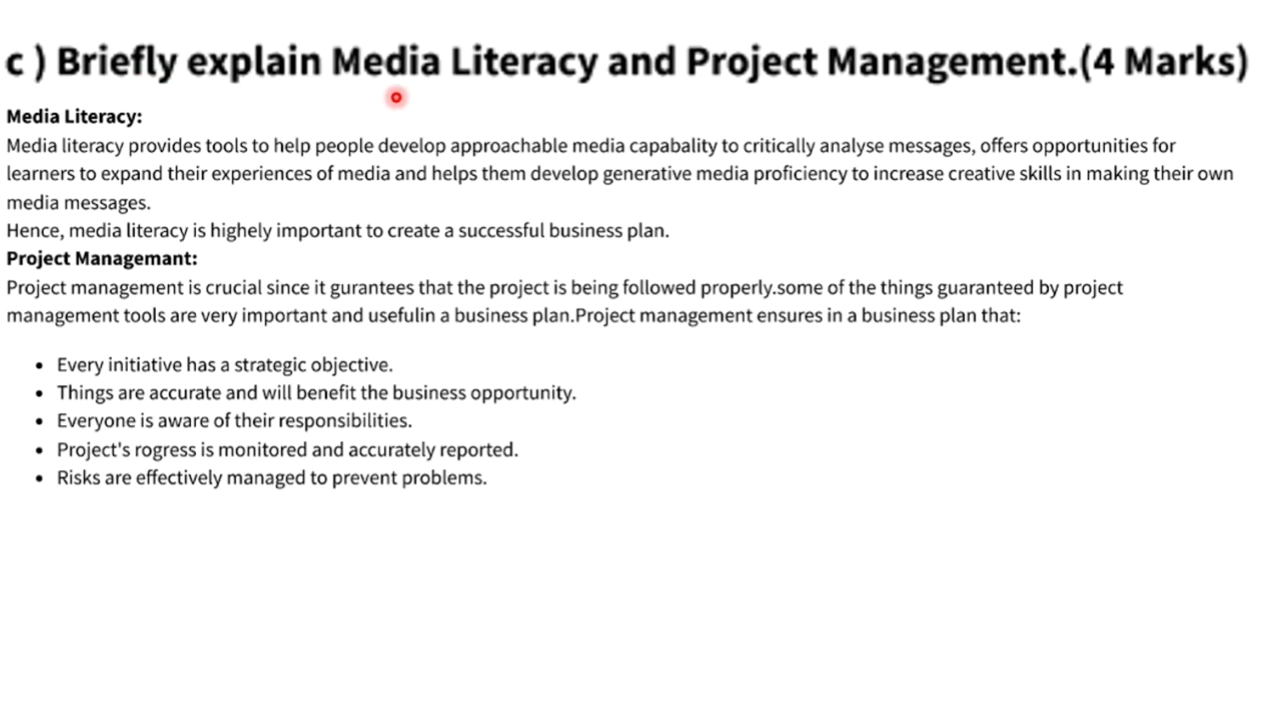 c ) Briefly explain Media Literacy and Project Management.(4 Marks)
Media Literacy:
Media literacy provides tools to help people develop approachable media capabality to critically analyse messages, offers opportunities for
learners to expand their experiences of media and helps them develop generative media proficiency to increase creative skills in making their own
media messages.
Hence, media literacy is highely important to create a successful business plan.
Project Managemant:
Project management is crucial since it gurantees that the project is being followed properly.some of the things guaranteed by project
management tools are very important and usefulin a business plan.Project management ensures in a business plan that:
• Every initiative has a strategic objective.
• Things are accurate and will benefit the business opportunity.
• Everyone is aware of their responsibilities.
• Project's rogress is monitored and accurately reported.
• Risks are effectively managed to prevent problems.